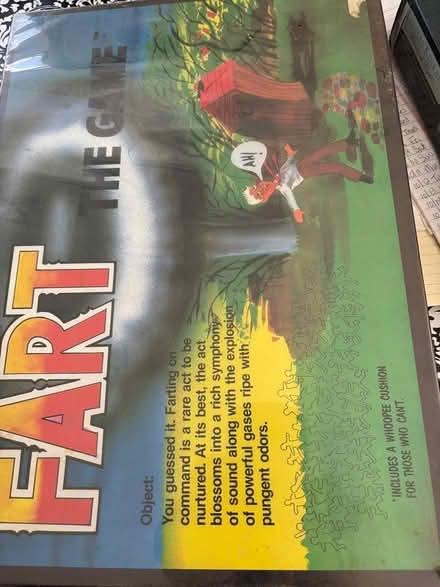 FART
THE GAME*
AW!
Object:
You guessed it. Farting on
command is a rare act to be
nurtured. At its best, the act
blossoms into a rich symphony
of sound along with the explosion
of powerful gases ripe with
pungent odors.
*INCLUDES A WHOOPEE CUSHION
FOR THOSE WHO CAN'T.